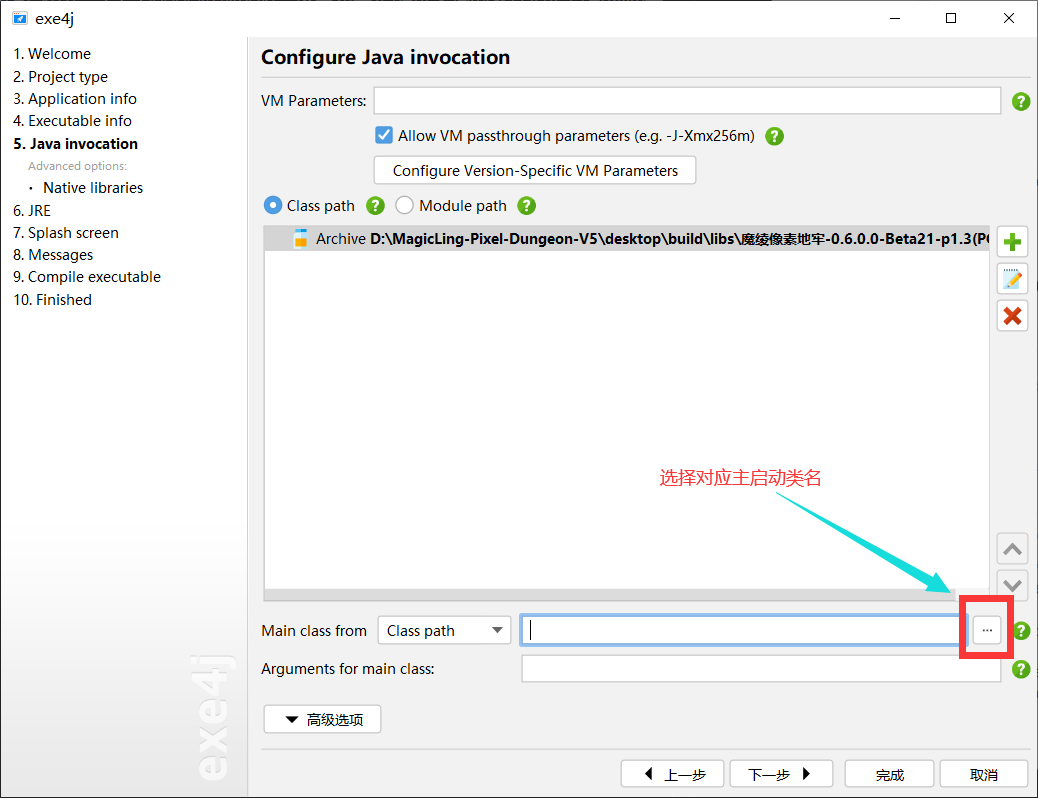 exe4j
1. Welcome
2. Project type
3. Application info
4. Executable info
5. Java invocation
Advanced options:
· Native libraries
6. JRE
7. Splash screen
8. Messages
9. Compile executable
10. Finished
exe4j
Configure Java invocation
VM Parameters:
Allow VM passthrough parameters (e.g. -J-Xmx256m)
Configure Version-Specific VM Parameters
Class path
Module path
Archive D:\MagicLing-Pixel-Dungeon-V5\desktop\build\libs\魔绫像素地牢-0.6.0.0-Beta21-p1.3(P
选择对应主启动类名
Main class from Class path ...
Arguments for main class:
高级选项
上一步 下一步 完成 取消